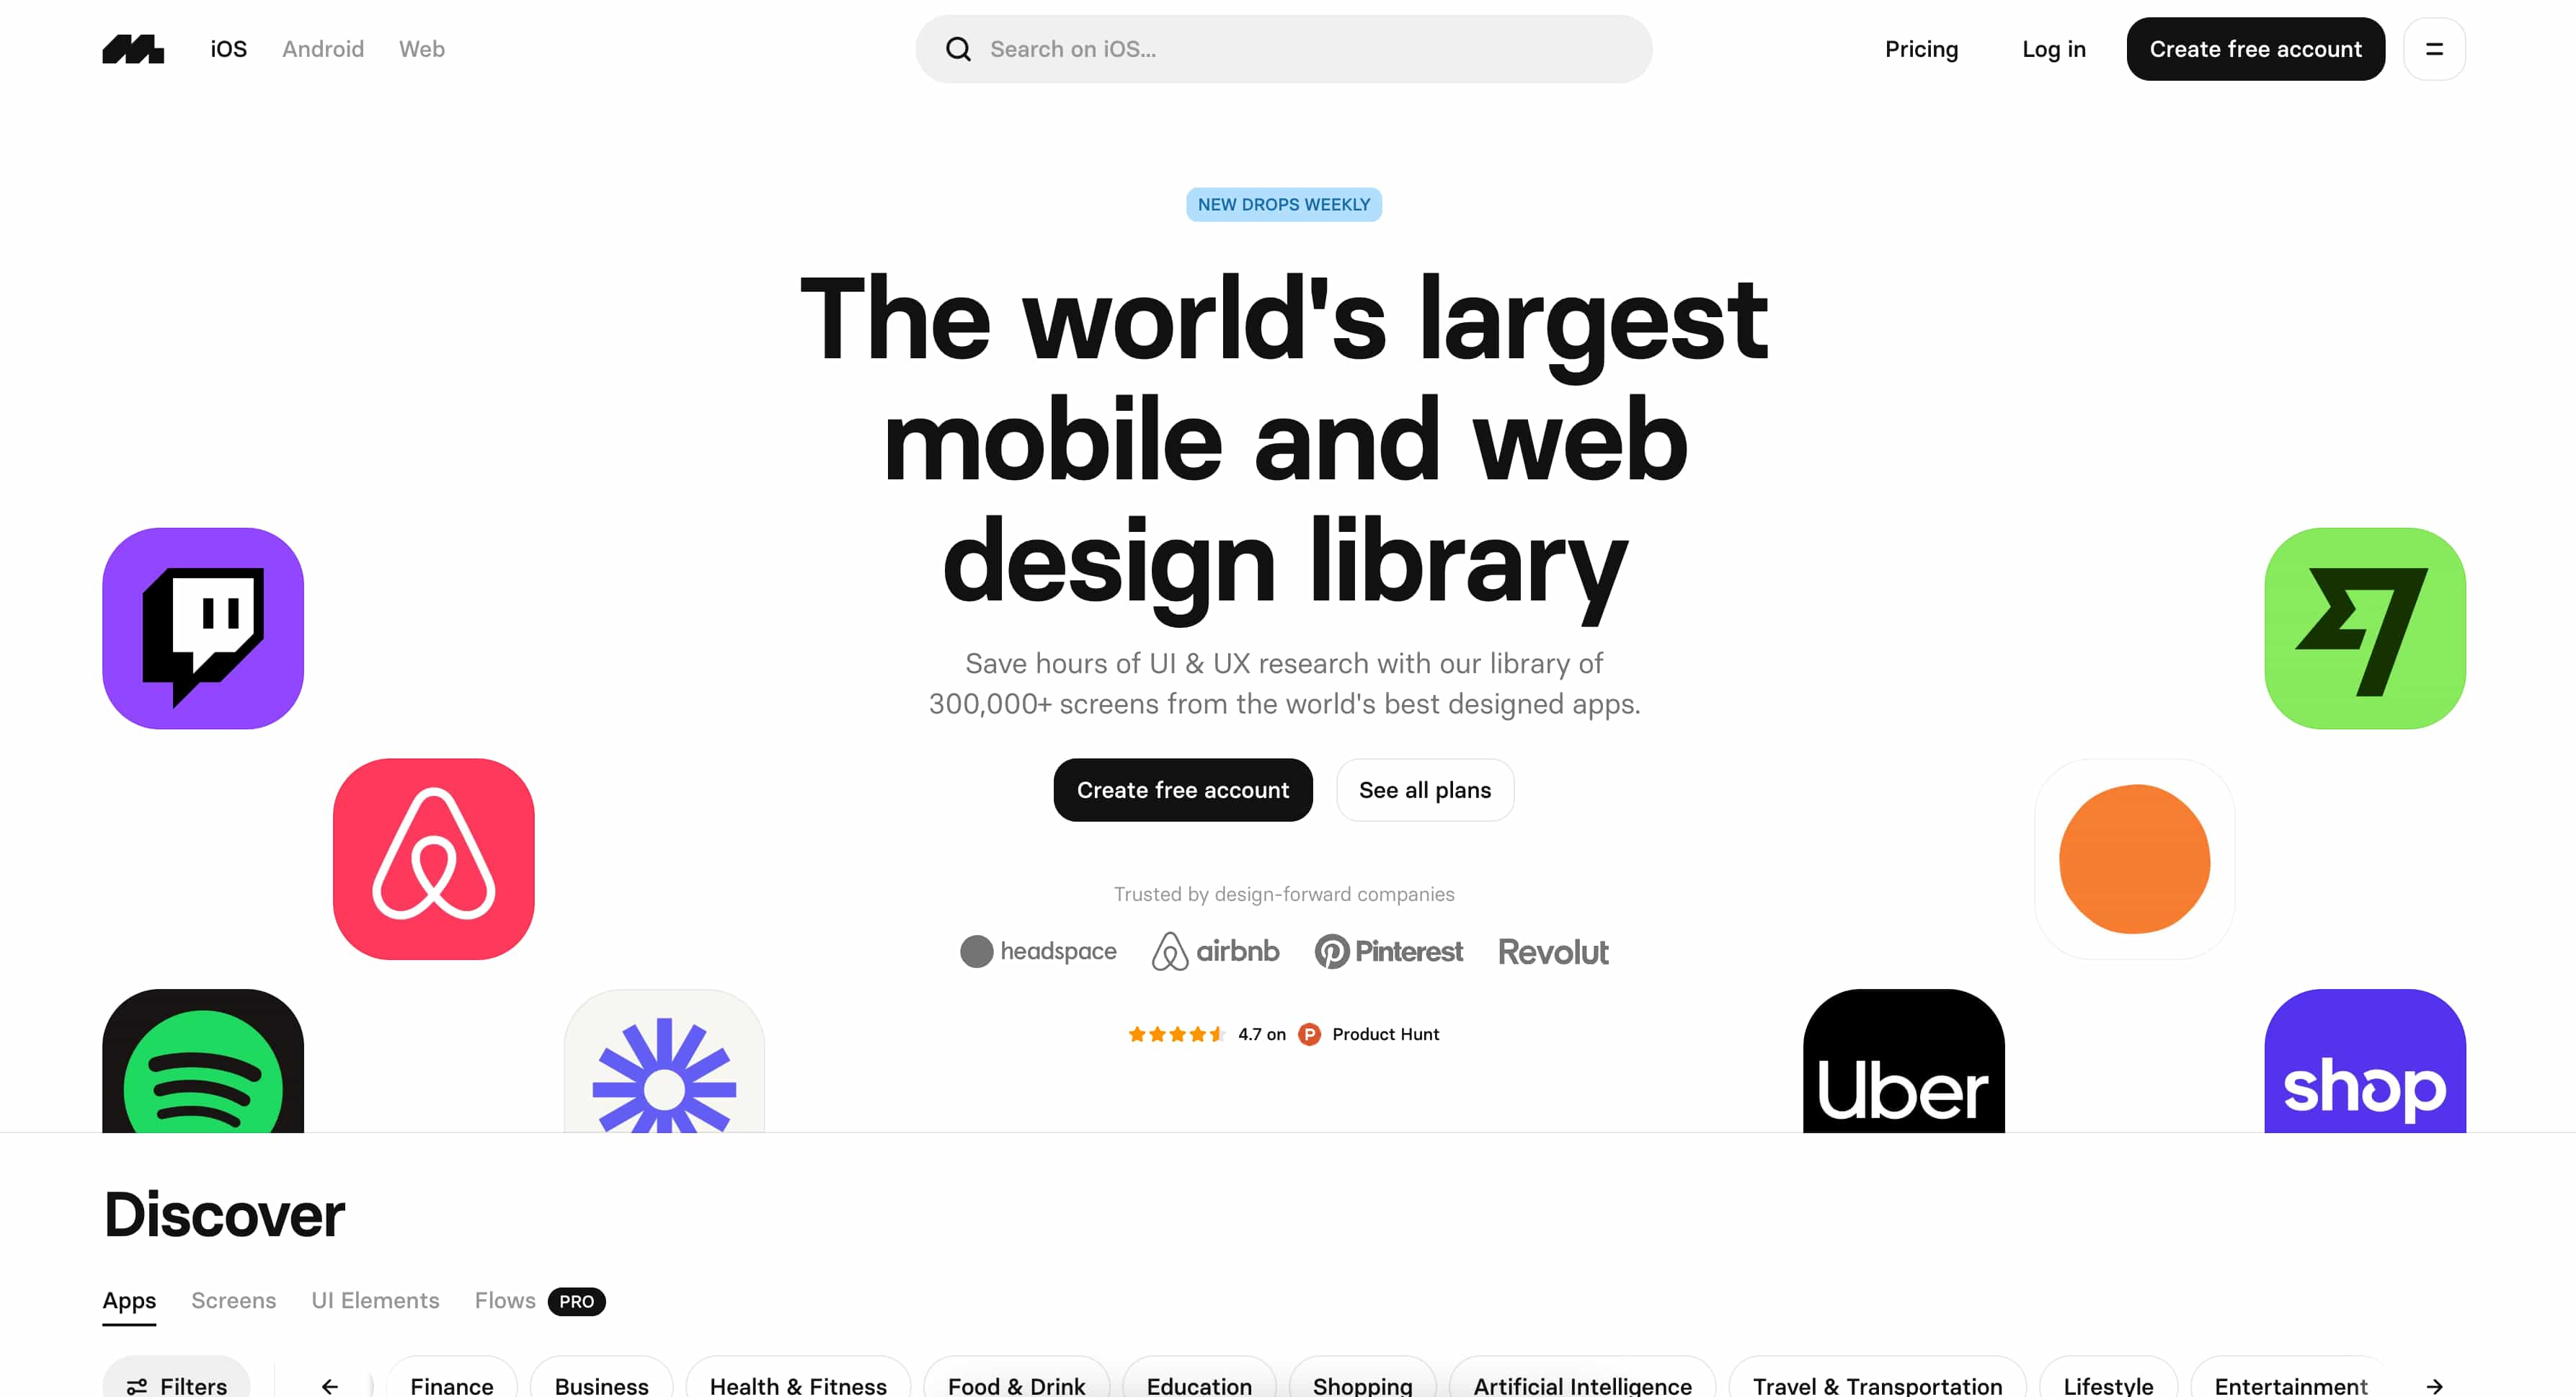 iOS Android Web
Search on iOS...
Pricing Log in Create free account
NEW DROPS WEEKLY
The world's largest
mobile and web
design library
Save hours of UI & UX research with our library of
300,000+ screens from the world's best designed apps.
Create free account See all plans
Trusted by design-forward companies
headspace airbnb Pinterest Revolut
4.7 on P Product Hunt
Uber
shop
Discover
Apps Screens UI Elements Flows PRO
Filters Finance Business Health & Fitness Food & Drink Education Shopping Artificial Intelligence Travel & Transportation Lifestyle Entertainment